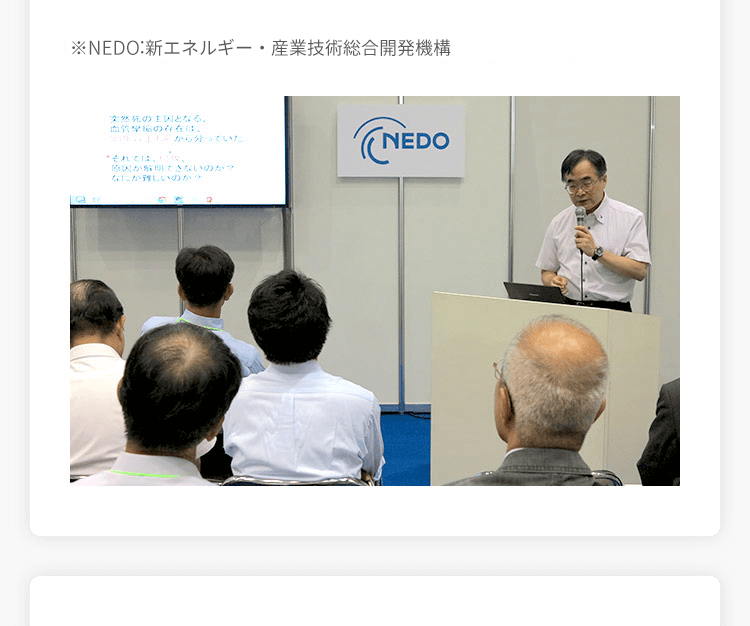 ※NEDO:新エネルギー・産業技術総合開発機構
突然死の主因となる、
血管攣縮の存在は、
から分っていた
*それでは、
原因が解明できないのか？
なにが難しいのか？
NEDO